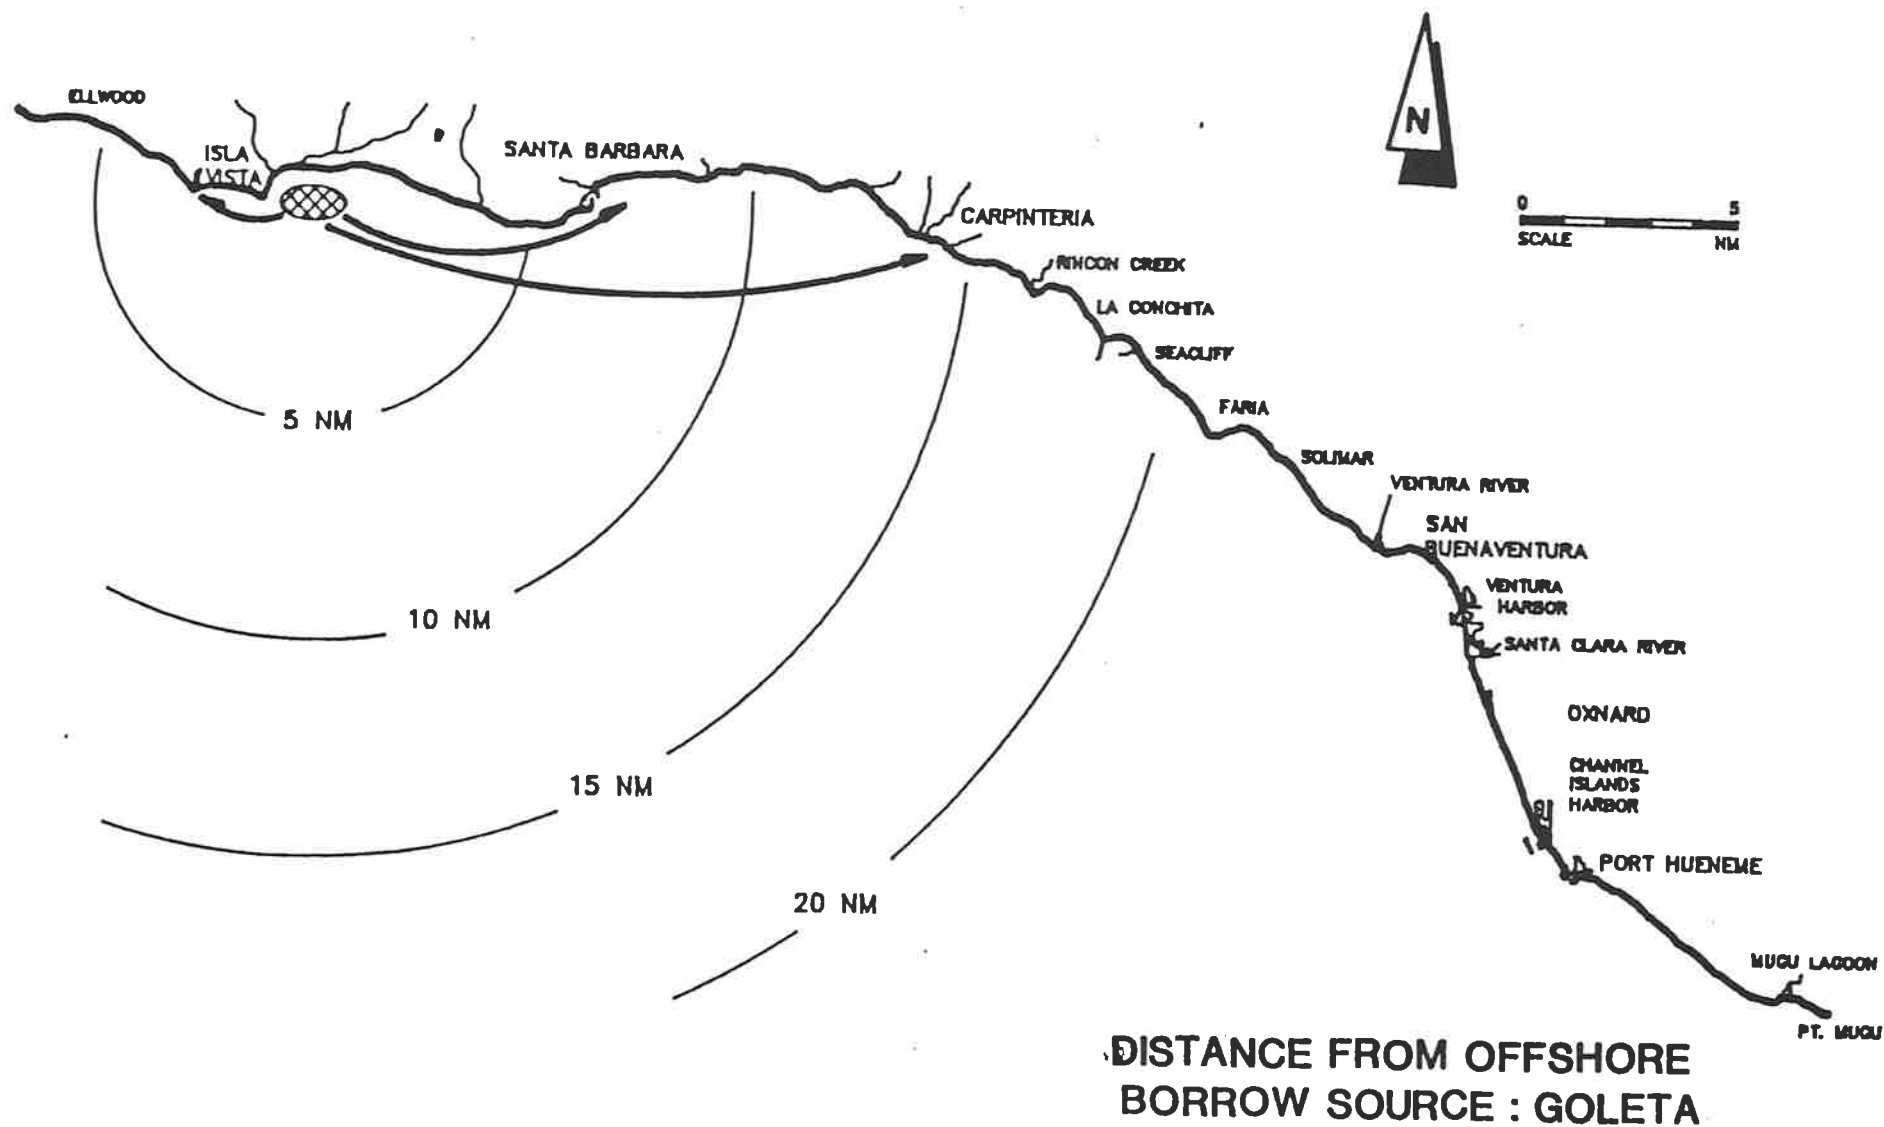 ELLWOOD
ISLA
VISTA
SANTA BARBARA
CARPINTERIA
RINCON CREEK
LA CONCHITA
SEACLIFF
FARIA
SOLIMAR
VENTURA RIVER
SAN
BUENAVENTURA
VENTURA
HARBOR
SANTA CLARA RIVER
OXNARD
CHANNEL
ISLANDS
HARBOR
PORT HUENEME
MUGU LAGOON
PT. MUGU
N
0 5
SCALE NM
5 NM
10 NM
15 NM
20 NM
DISTANCE FROM OFFSHORE
BORROW SOURCE : GOLETA